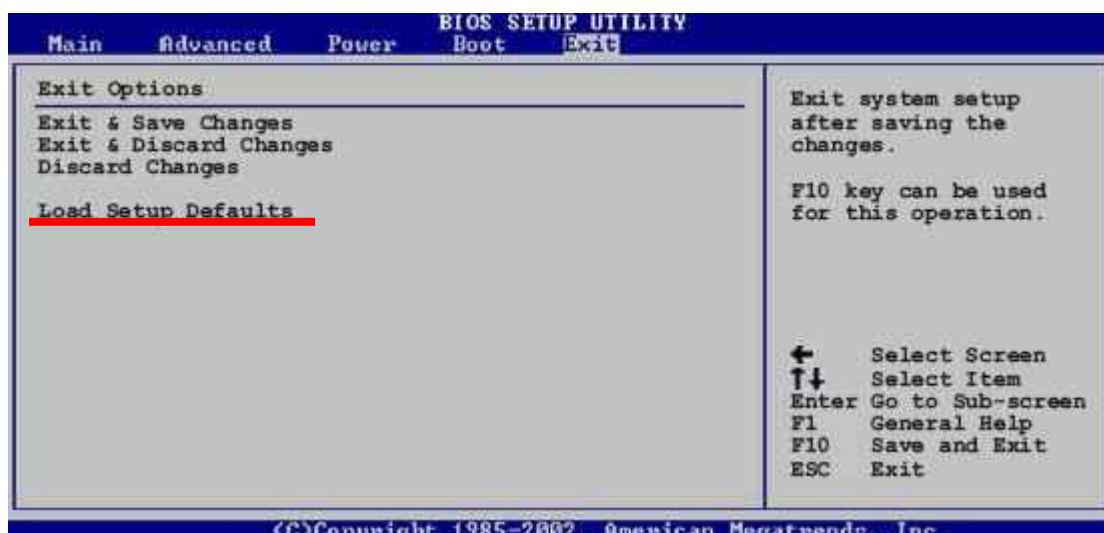 BIOS SETUP UTILITY
Main Advanced Power Boot Exit
Exit Options
Exit & Save Changes
Exit & Discard Changes
Discard Changes
Load Setup Defaults
Exit system setup
after saving the
changes.
F10 key can be used
for this operation.
← Select Screen
↑↓ Select Item
Enter Go to Sub-screen
F1 General Help
F10 Save and Exit
ESC Exit
(C)Copyright 1985-2002, American Megatrends, Inc